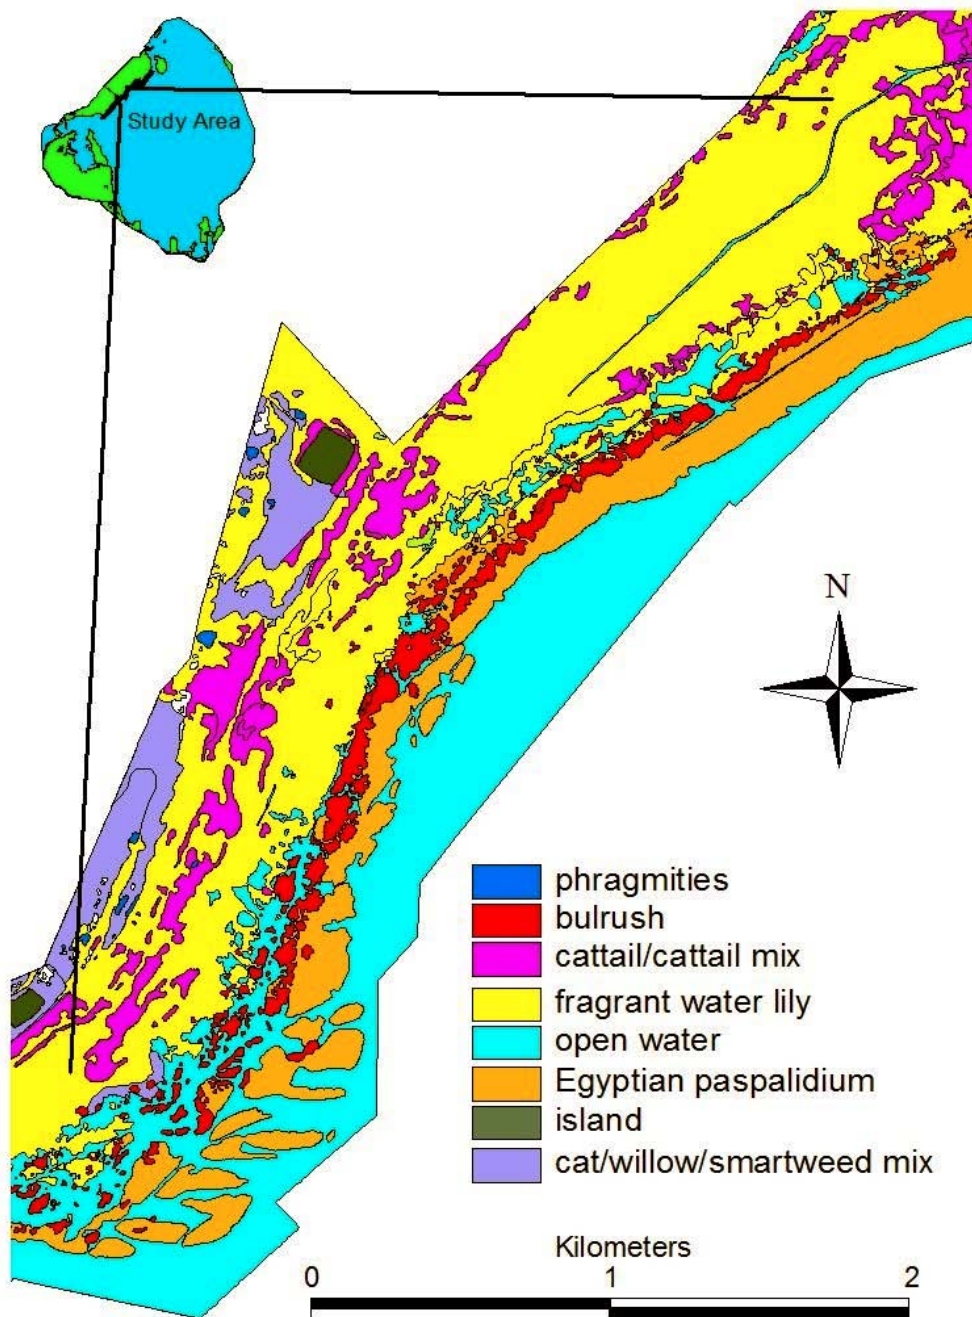 Study Area
N
phragmities
bulrush
cattail/cattail mix
fragrant water lily
open water
Egyptian paspalidium
island
cat/willow/smartweed mix
Kilometers
0 1 2